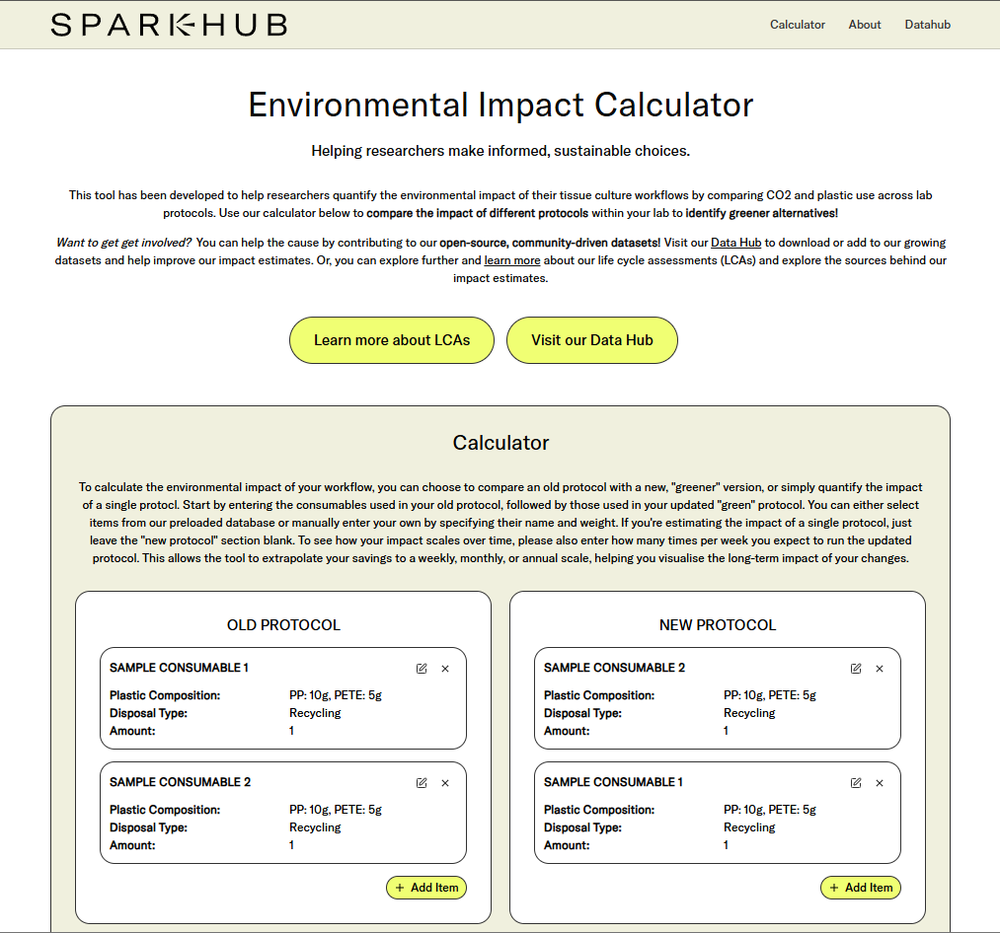 SPARKHUB
Calculator About Datahub
Environmental Impact Calculator
Helping researchers make informed, sustainable choices.
This tool has been developed to help researchers quantify the environmental impact of their tissue culture workflows by comparing CO2 and plastic use across lab
protocols. Use our calculator below to compare the impact of different protocols within your lab to identify greener alternatives!
Want to get get involved? You can help the cause by contributing to our open-source, community-driven datasets! Visit our Data Hub to download or add to our growing
datasets and help improve our impact estimates. Or, you can explore further and learn more about our life cycle assessments (LCAs) and explore the sources behind our
impact estimates.
Learn more about LCAs
Visit our Data Hub
Calculator
To calculate the environmental impact of your workflow, you can choose to compare an old protocol with a new, "greener" version, or simply quantify the impact
of a single protocl. Start by entering the consumables used in your old protocol, followed by those used in your updated "green" protocol. You can either select
items from our preloaded database or manually enter your own by specifying their name and weight. If you're estimating the impact of a single protocol, just
leave the "new protocol" section blank. To see how your impact scales over time, please also enter how many times per week you expect to run the updated
protocol. This allows the tool to extrapolate your savings to a weekly, monthly, or annual scale, helping you visualise the long-term impact of your changes.
OLD PROTOCOL
SAMPLE CONSUMABLE 1
Plastic Composition: PP: 10g, PETE: 5g
Disposal Type: Recycling
Amount: 1
SAMPLE CONSUMABLE 2
Plastic Composition: PP: 10g, PETE: 5g
Disposal Type: Recycling
Amount: 1
+ Add Item
NEW PROTOCOL
SAMPLE CONSUMABLE 2
Plastic Composition: PP: 10g, PETE: 5g
Disposal Type: Recycling
Amount: 1
SAMPLE CONSUMABLE 1
Plastic Composition: PP: 10g, PETE: 5g
Disposal Type: Recycling
Amount: 1
+ Add Item